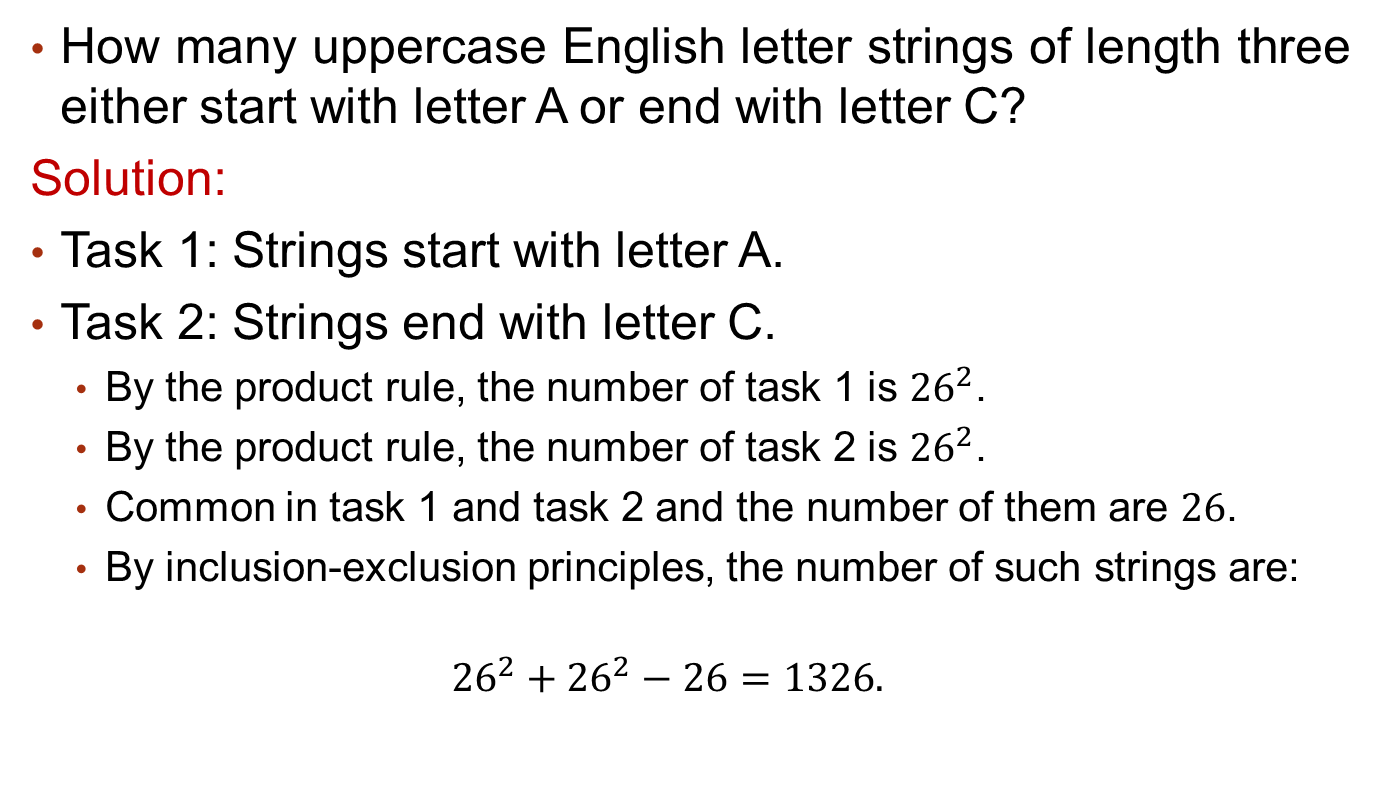 • How many uppercase English letter strings of length three
either start with letter A or end with letter C?
Solution:
• Task 1: Strings start with letter A.
• Task 2: Strings end with letter C.
• By the product rule, the number of task 1 is 26².
• By the product rule, the number of task 2 is 26².
• Common in task 1 and task 2 and the number of them are 26.
• By inclusion-exclusion principles, the number of such strings are:
26² + 26² − 26 = 1326.